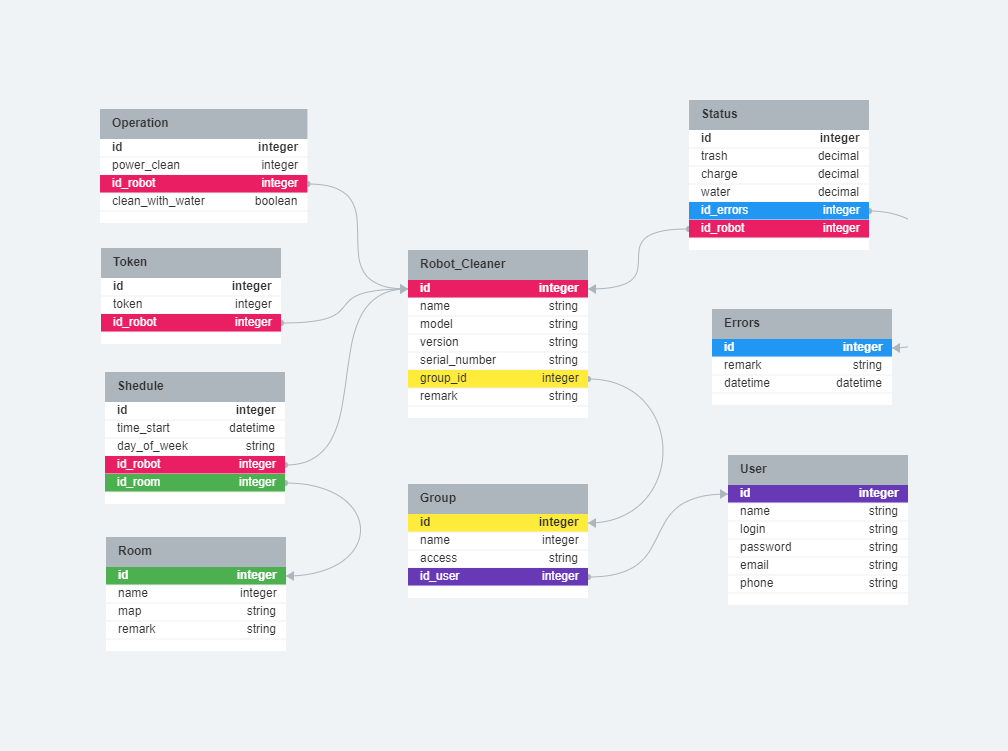 Operation
id integer
power_clean integer
id_robot integer
clean_with_water boolean
Token
id integer
token integer
id_robot integer
Shedule
id integer
time_start datetime
day_of_week string
id_robot integer
id_room integer
Room
id integer
name integer
map string
remark string
Robot_Cleaner
id integer
name string
model string
version string
serial_number string
group_id integer
remark string
Group
id integer
name integer
access string
id_user integer
Status
id integer
trash decimal
charge decimal
water decimal
id_errors integer
id_robot integer
Errors
id integer
remark string
datetime datetime
User
id integer
name string
login string
password string
email string
phone string